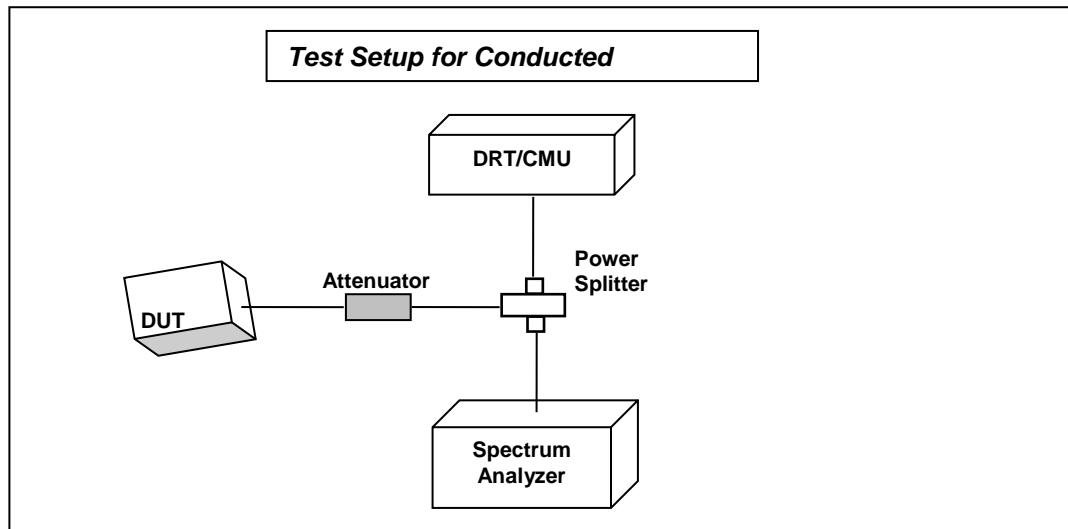 Test Setup for Conducted
DRT/CMU
Power
Splitter
Attenuator
DUT
Spectrum
Analyzer